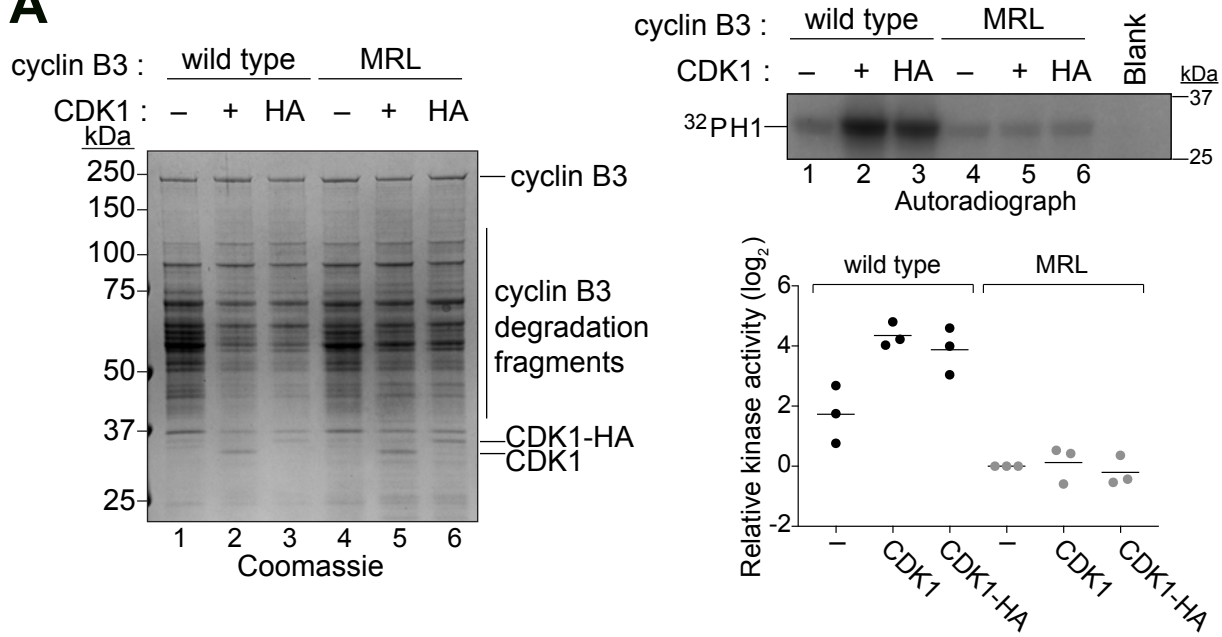 A
cyclin B3 : wild type MRL
CDK1 : – + HA – + HA
kDa
250
150
100
75
50
37
25
cyclin B3
cyclin B3
degradation
fragments
CDK1-HA
CDK1
1 2 3 4 5 6
Coomassie
cyclin B3 : wild type MRL Blank
CDK1 : – + HA – + HA kDa
37
³²PH1
25
1 2 3 4 5 6
Autoradiograph
Relative kinase activity (log₂)
wild type MRL
6
4
2
0
-2
– CDK1 CDK1-HA – CDK1 CDK1-HA